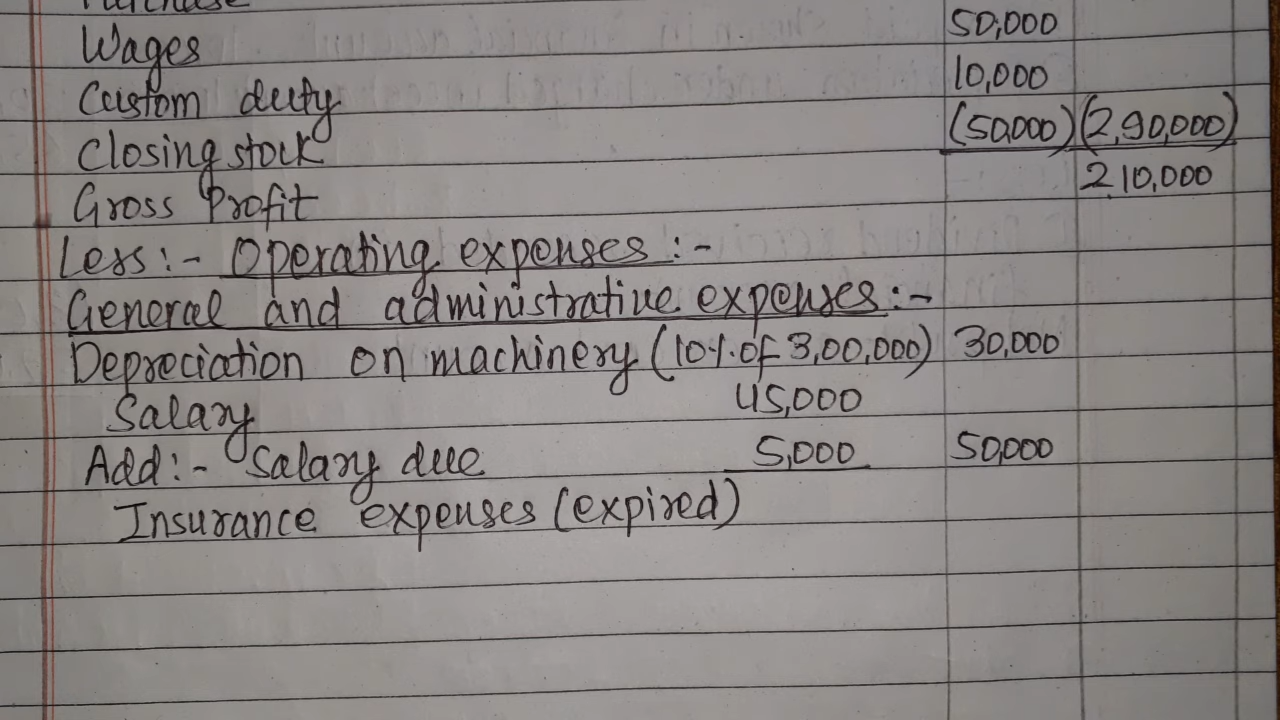 Purchase
Wages 50,000
Custom duty 10,000
Closing stock (50,000) (2,90,000)
Gross Profit 210,000
Less:- Operating expenses:-
General and administrative expenses:-
Depreciation on machinery (10% of 3,00,000) 30,000
Salary 45,000
Add:- Salary due 5,000 50,000
Insurance expenses (expired)